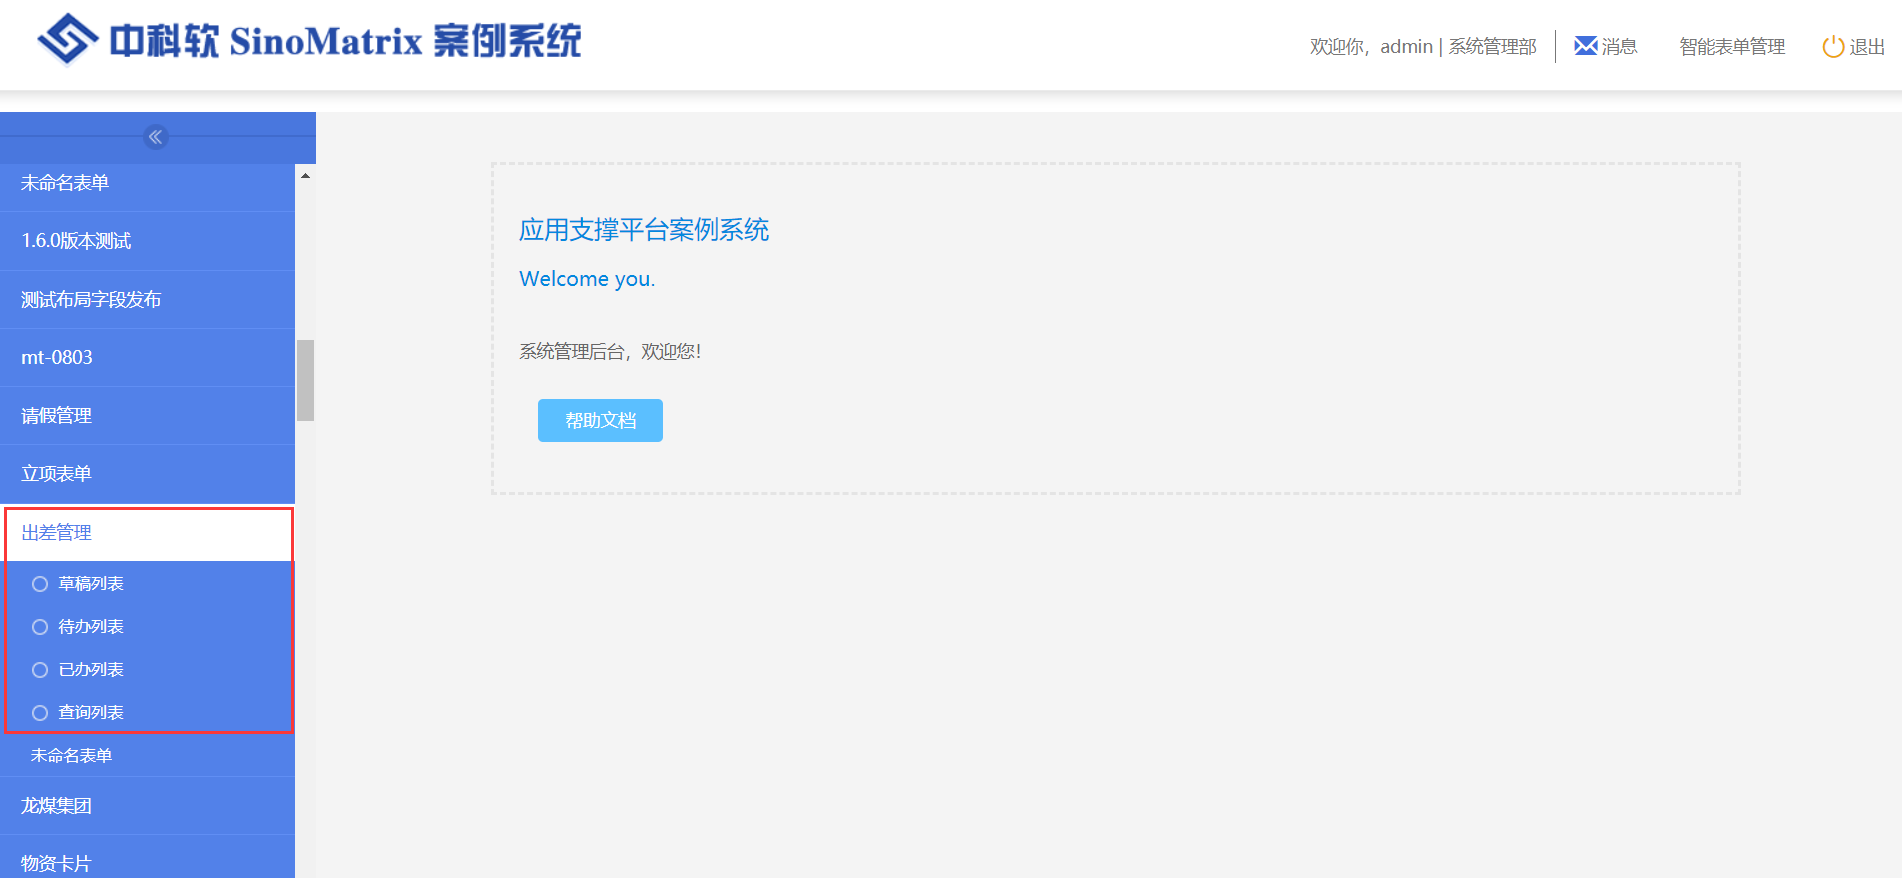 中科软 SinoMatrix 案例系统
欢迎你，admin | 系统管理部
消息
智能表单管理
退出
未命名表单
1.6.0版本测试
测试布局字段发布
mt-0803
请假管理
立项表单
出差管理
草稿列表
待办列表
已办列表
查询列表
未命名表单
龙煤集团
物资卡片
应用支撑平台案例系统
Welcome you.
系统管理后台，欢迎您！
帮助文档